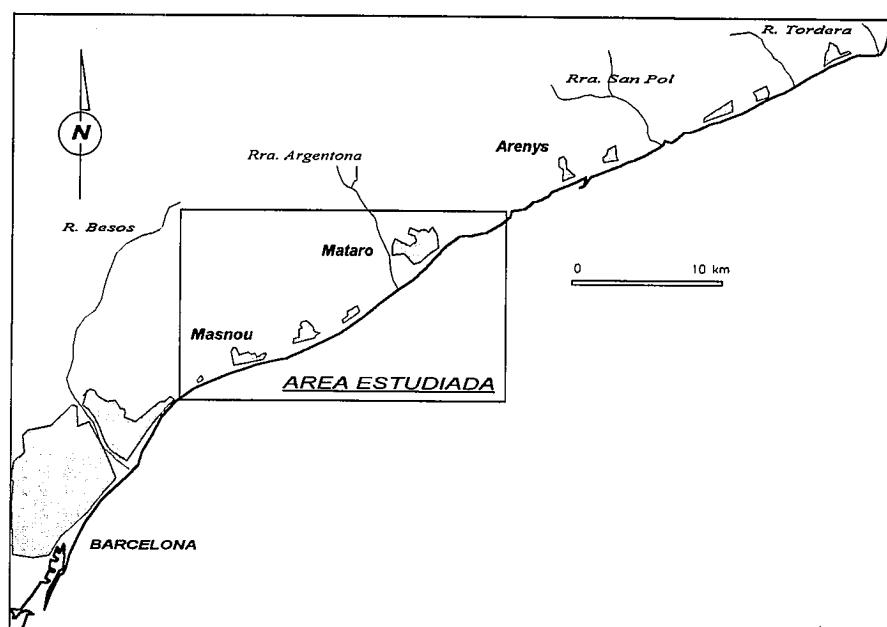 R. Tordera
Rra. San Pol
N
Arenys
Rra. Argentona
R. Besos
Mataro
0 10 km
Masnou
AREA ESTUDIADA
BARCELONA